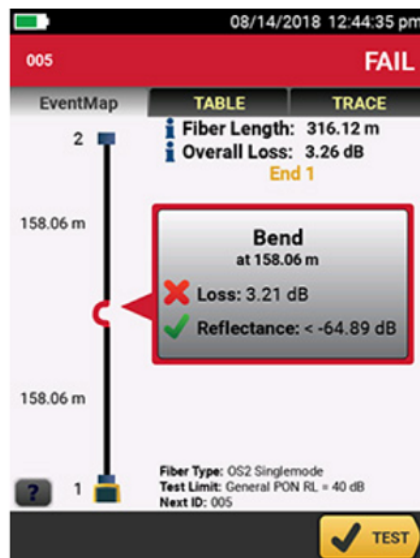 08/14/2018 12:44:35 pm
005 FAIL
EventMap TABLE TRACE
2
i Fiber Length: 316.12 m
i Overall Loss: 3.26 dB
End 1
158.06 m
Bend
at 158.06 m
Loss: 3.21 dB
Reflectance: < -64.89 dB
158.06 m
Fiber Type: OS2 Singlemode
Test Limit: General PON RL = 40 dB
Next ID: 005
? 1
TEST